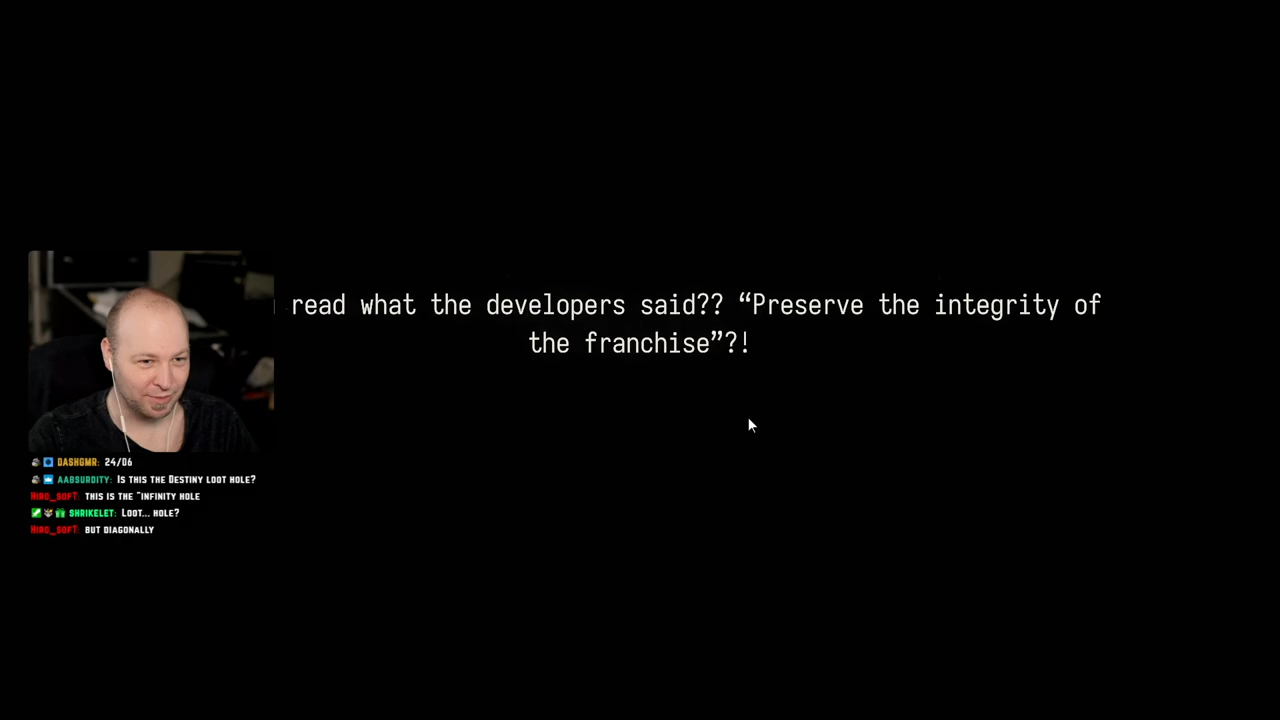 read what the developers said?? “Preserve the integrity of
the franchise”?!
DASHGMR: 24/06
AABSURDITY: IS THIS THE DESTINY LOOT HOLE?
HIRO_SOFT: THIS IS THE "INFINITY HOLE
SHRIKELET: LOOT... HOLE?
HIRO_SOFT: BUT DIAGONALLY